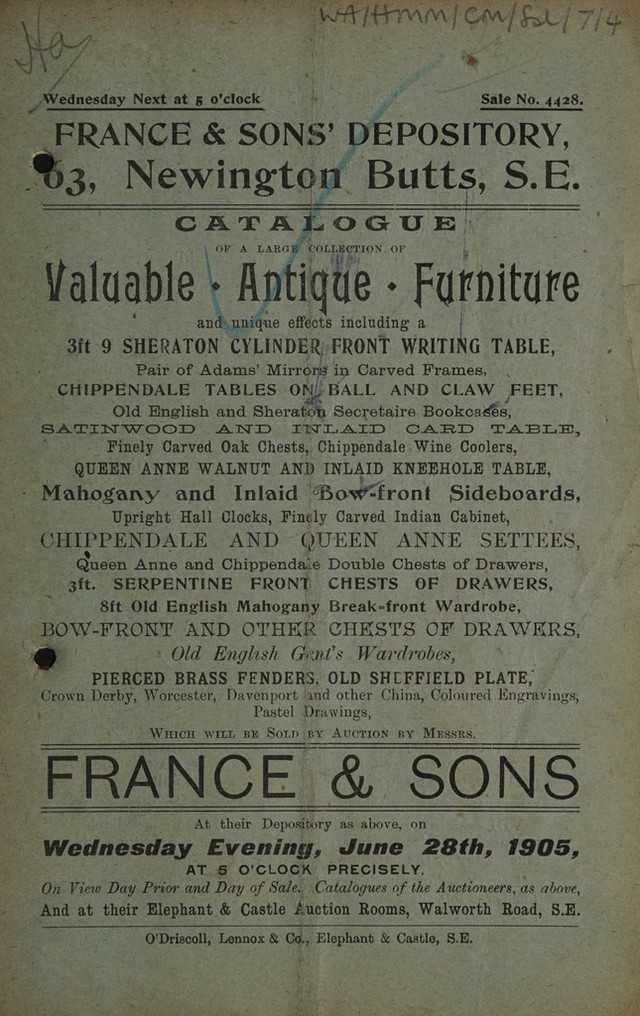 WA/HMM/CM/Sal/7/4
Wednesday Next at 5 o'clock
Sale No. 4428.
FRANCE & SONS' DEPOSITORY,
63, Newington Butts, S.E.
CATALOGUE
OF A LARGE COLLECTION OF
Valuable · Antique · Furniture
and unique effects including a
3ft 9 SHERATON CYLINDER FRONT WRITING TABLE,
Pair of Adams' Mirrors in Carved Frames,
CHIPPENDALE TABLES ON BALL AND CLAW FEET,
Old English and Sheraton Secretaire Bookcases,
SATINWOOD AND INLAID CARD TABLE,
Finely Carved Oak Chests, Chippendale Wine Coolers,
QUEEN ANNE WALNUT AND INLAID KNEEHOLE TABLE,
Mahogany and Inlaid Bow-front Sideboards,
Upright Hall Clocks, Finely Carved Indian Cabinet,
CHIPPENDALE AND QUEEN ANNE SETTEES,
Queen Anne and Chippendale Double Chests of Drawers,
3ft. SERPENTINE FRONT CHESTS OF DRAWERS,
8ft Old English Mahogany Break-front Wardrobe,
BOW-FRONT AND OTHER CHESTS OF DRAWERS,
Old English Gent's Wardrobes,
PIERCED BRASS FENDERS, OLD SHEFFIELD PLATE,
Crown Derby, Worcester, Davenport and other China, Coloured Engravings,
Pastel Drawings,
WHICH WILL BE SOLD BY AUCTION BY MESSRS.
FRANCE & SONS
At their Depository as above, on
Wednesday Evening, June 28th, 1905,
AT 5 O'CLOCK PRECISELY.
On View Day Prior and Day of Sale. Catalogues of the Auctioneers, as above,
And at their Elephant & Castle Auction Rooms, Walworth Road, S.E.
O'Driscoll, Lennox & Co., Elephant & Castle, S.E.